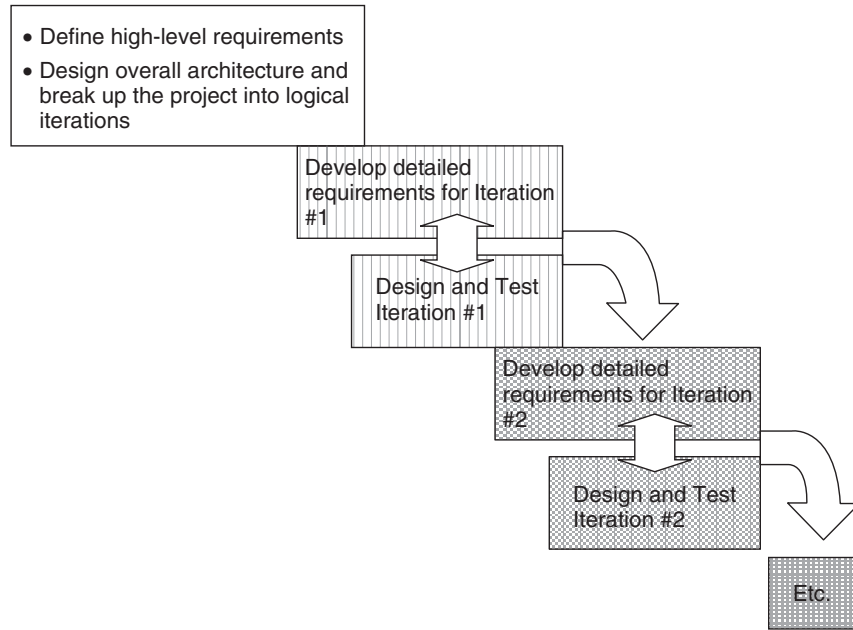 • Define high-level requirements
• Design overall architecture and
break up the project into logical
iterations
Develop detailed
requirements for Iteration
#1
Design and Test
Iteration #1
Develop detailed
requirements for Iteration
#2
Design and Test
Iteration #2
Etc.